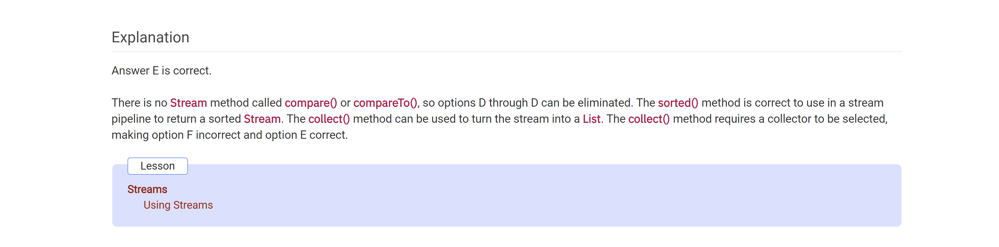 Explanation
Answer E is correct.
There is no Stream method called compare() or compareTo(), so options D through D can be eliminated. The sorted() method is correct to use in a stream
pipeline to return a sorted Stream. The collect() method can be used to turn the stream into a List. The collect() method requires a collector to be selected,
making option F incorrect and option E correct.
Lesson
Streams
Using Streams